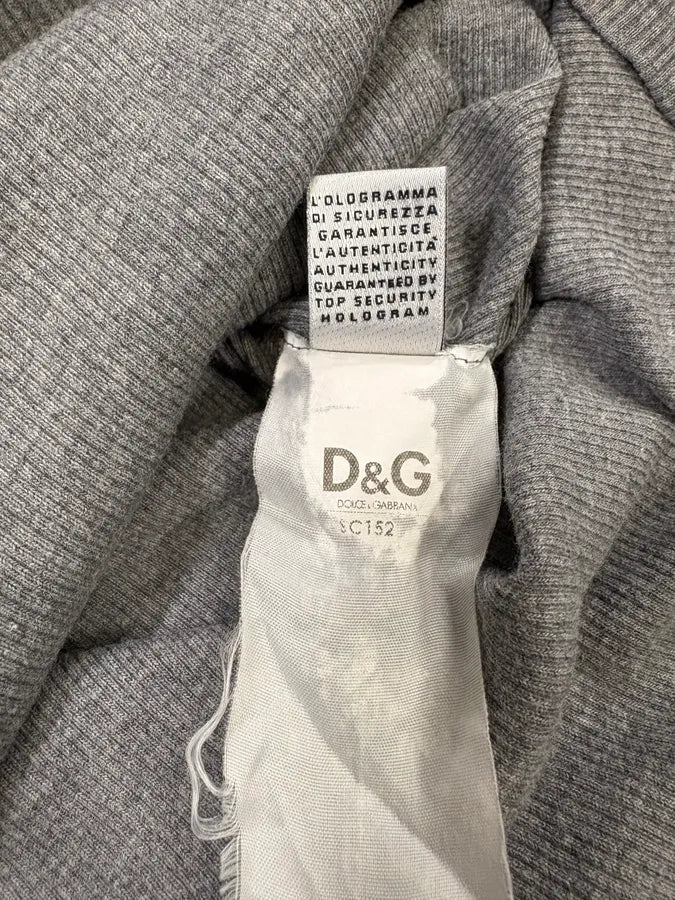 L'OLOGRAMMA
DI SICUREZZA
GARANTISCE
L'AUTENTICITÀ
AUTHENTICITY
GUARANTEED BY
TOP SECURITY
HOLOGRAM
D&G
DOLCE & GABBANA
SC152